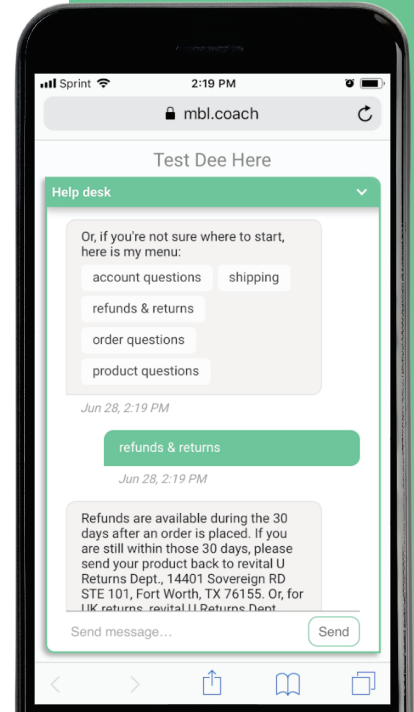 Sprint 2:19 PM
mbl.coach
Test Dee Here
Help desk
Or, if you're not sure where to start,
here is my menu:
account questions shipping
refunds & returns
order questions
product questions
Jun 28, 2:19 PM
refunds & returns
Jun 28, 2:19 PM
Refunds are available during the 30
days after an order is placed. If you
are still within those 30 days, please
send your product back to revital U
Returns Dept., 14401 Sovereign RD
STE 101, Fort Worth, TX 76155. Or, for
UK returns, revital U Returns Dept
Send message... Send